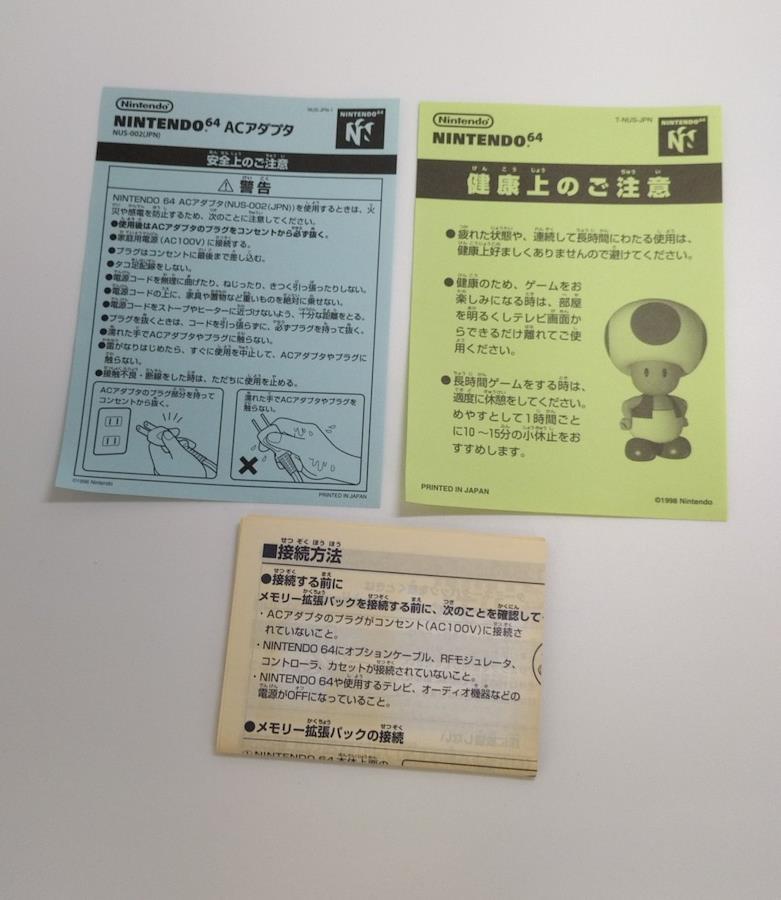 Nintendo
NUS-JPN-1
NINTENDO64 ACアダプタ
NUS-002(JPN)
NINTENDO64
安全上のご注意
警告
NINTENDO 64 ACアダプタ(NUS-002(JPN))を使用するときは、火
災や感電を防止するため、次のことに注意してください。
●使用後はACアダプタのプラグをコンセントから必ず抜く。
●家庭用電源(AC100V)に接続する。
●プラグはコンセントに最後まで差し込む。
●タコ足配線をしない。
●電源コードを無理に曲げたり、ねじったり、きつく引っ張ったりしない。
●電源コードの上に、家具や置物など重いものを絶対に乗せない。
●電源コードをストーブやヒーターに近づけないよう、十分な距離をとる。
●プラグを抜くときは、コードを引っ張らずに、必ずプラグを持って抜く。
●濡れた手でACアダプタやプラグに触らない。
●雷がなりはじめたら、すぐに使用を中止して、ACアダプタやプラグに
触らない。
●接触不良・断線をした時は、ただちに使用を止める。
ACアダプタのプラグ部分を持って
コンセントから抜く。
濡れた手でACアダプタやプラグを
触らない。
©1996 Nintendo
PRINTED IN JAPAN
Nintendo
T-NUS-JPN
NINTENDO64
NINTENDO64
健康上のご注意
●疲れた状態や、連続して長時間にわたる使用は、
健康上好ましくありませんので避けてください。
●健康のため、ゲームをお
楽しみになる時は、部屋
を明るくしテレビ画面か
らできるだけ離れてご使
用ください。
●長時間ゲームをする時は、
適度に休憩をしてください。
めやすとして1時間ごと
に10～15分の小休止をお
すすめします。
PRINTED IN JAPAN
©1996 Nintendo
■接続方法
●接続する前に
メモリー拡張パックを接続する前に、次のことを確認して
・ACアダプタのプラグがコンセント(AC100V)に接続さ
れていないこと。
・NINTENDO 64にオプションケーブル、RFモジュレータ、
コントローラ、カセットが接続されていないこと。
・NINTENDO 64や使用するテレビ、オーディオ機器などの
電源がOFFになっていること。
●メモリー拡張パックの接続
①NINTENDO 64本体上面の